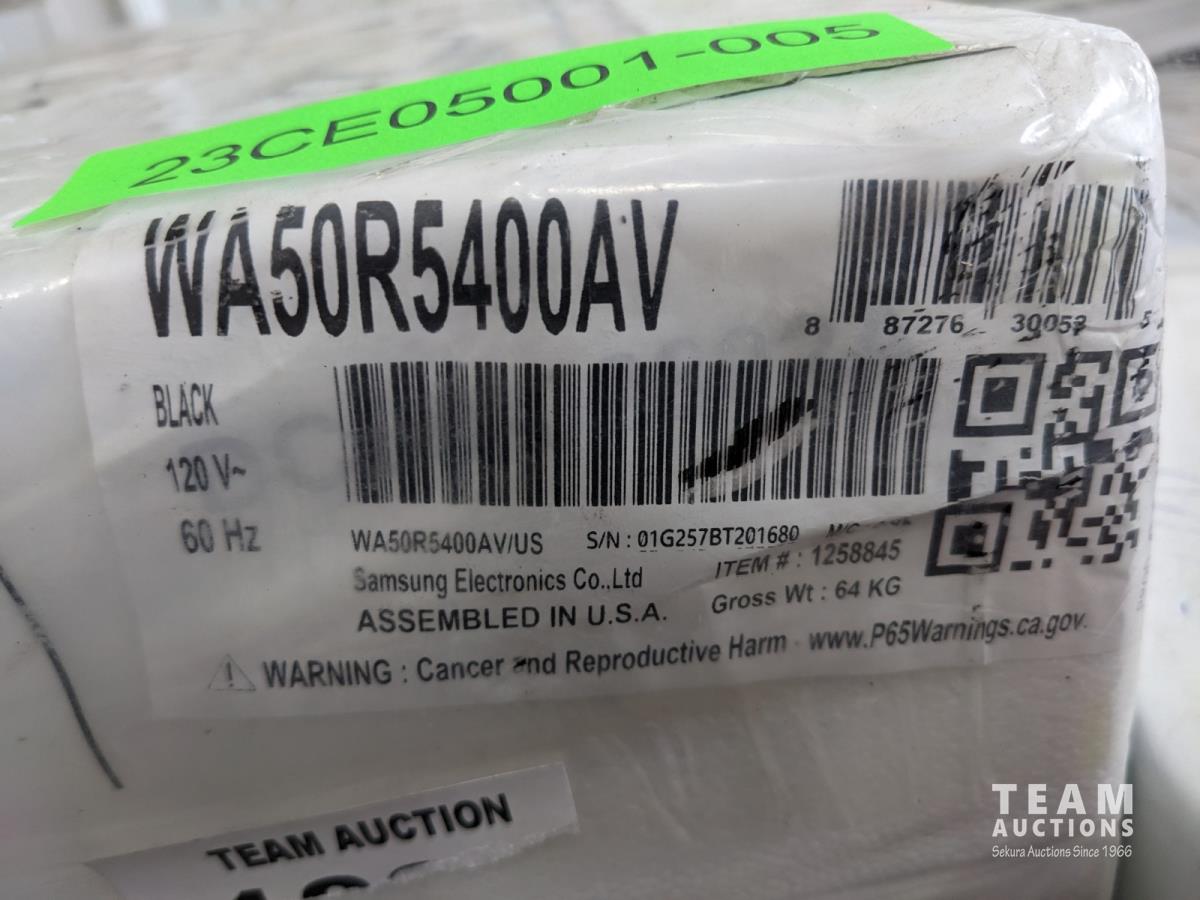 23CE05001-005
WA50R5400AV
8 87276 30053 5
BLACK
120 V~
60 Hz
WA50R5400AV/US S/N : 01G257BT201680
ITEM # : 1258845
Samsung Electronics Co.,Ltd
Gross Wt : 64 KG
ASSEMBLED IN U.S.A.
WARNING : Cancer and Reproductive Harm - www.P65Warnings.ca.gov.
TEAM AUCTION
TEAM
AUCTIONS
Sekura Auctions Since 1966